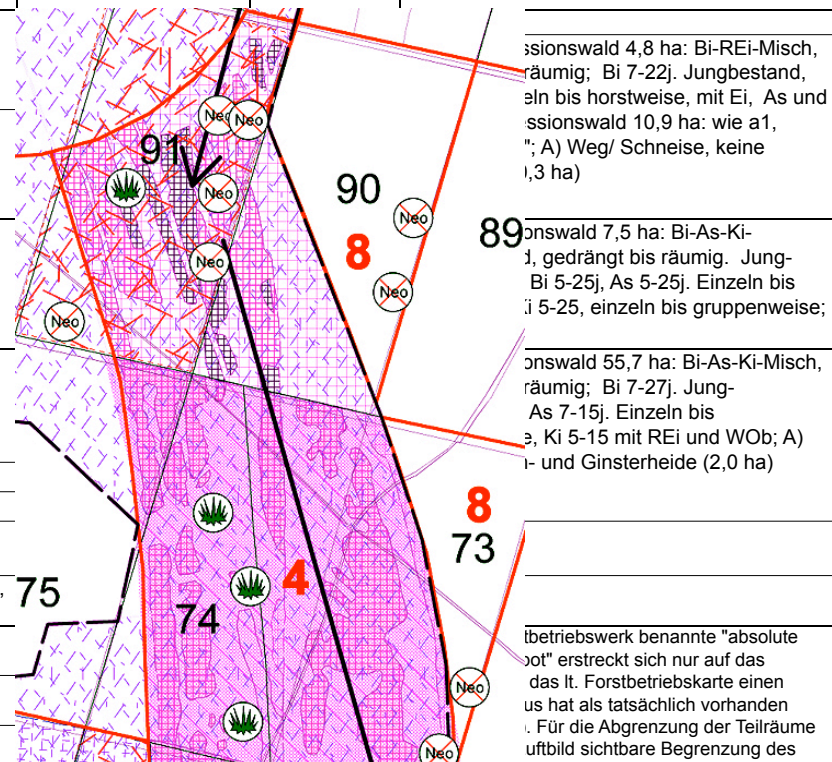 ssionswald 4,8 ha: Bi-REi-Misch,
räumig; Bi 7-22j. Jungbestand,
eln bis horstweise, mit Ei, As und
essionswald 10,9 ha: wie a1,
"; A) Weg/ Schneise, keine
0,3 ha)
onswald 7,5 ha: Bi-As-Ki-
d, gedrängt bis räumig. Jung-
Bi 5-25j, As 5-25j. Einzeln bis
Ki 5-25, einzeln bis gruppenweise;
onswald 55,7 ha: Bi-As-Ki-Misch,
räumig; Bi 7-27j. Jung-
As 7-15j. Einzeln bis
e, Ki 5-15 mit REi und WOb; A)
n- und Ginsterheide (2,0 ha)
tbetriebswerk benannte "absolute
oot" erstreckt sich nur auf das
das lt. Forstbetriebskarte einen
us hat als tatsächlich vorhanden
. Für die Abgrenzung der Teilräume
uftbild sichtbare Begrenzung des
Neo
Neo
91
Neo
90
Neo
89
8
Neo
Neo
Neo
8
73
4
75
74
Neo
Neo